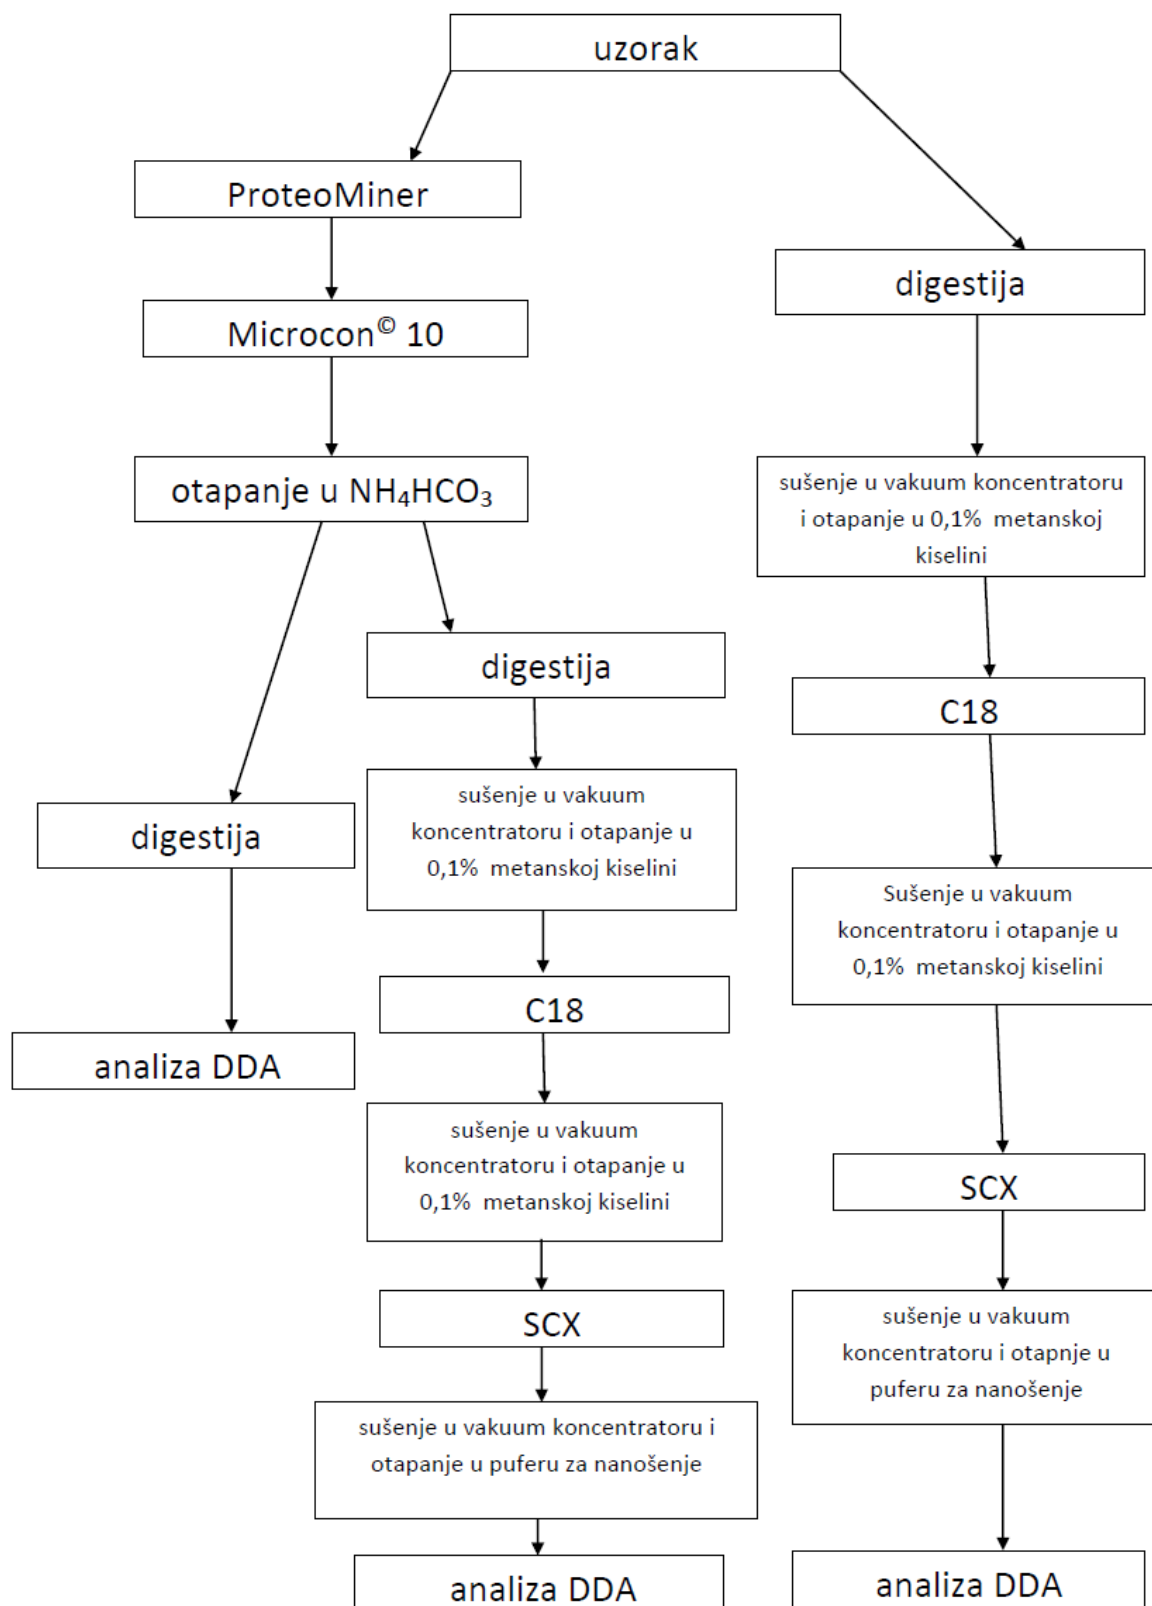 uzorak
ProteoMiner
Microcon© 10
otapanje u NH₄HCO₃
digestija
analiza DDA
digestija
sušenje u vakuum
koncentratoru i otapanje u
0,1%  metanskoj kiselini
C18
sušenje u vakuum
koncentratoru i otapanje u
0,1%  metanskoj kiselini
SCX
sušenje u vakuum koncentratoru i
otapanje u puferu za nanošenje
analiza DDA
digestija
sušenje u vakuum koncentratoru
i otapanje u 0,1%  metanskoj
kiselini
C18
Sušenje u vakuum
koncentratoru i otapanje u
0,1%  metanskoj kiselini
SCX
sušenje u vakuum
koncentratoru i otapnje u
puferu za nanošenje
analiza DDA